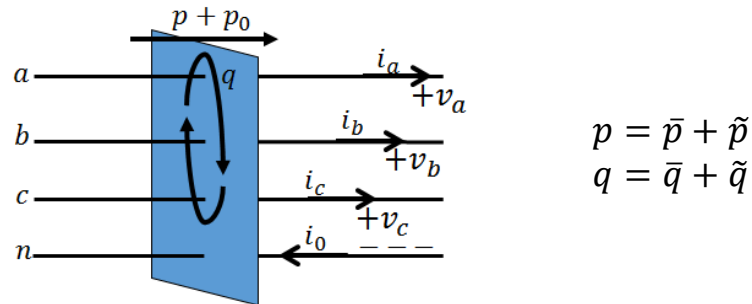 p + p₀
a
q
iₐ
+vₐ
b
i_b
+v_b
c
i_c
+v_c
n
i₀
p = p̄ + p̃
q = q̄ + q̃